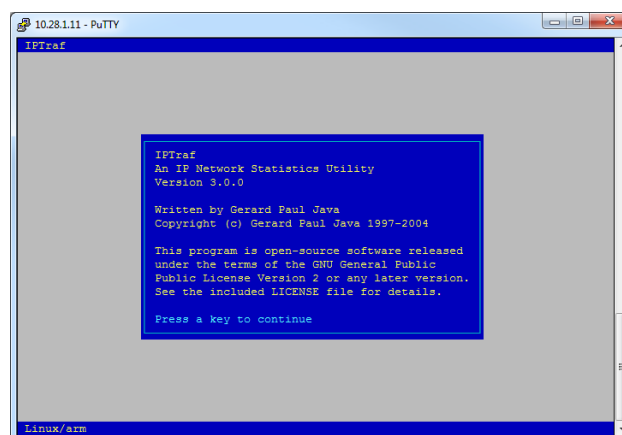 10.28.1.11 - PuTTY
IPTraf
IPTraf
An IP Network Statistics Utility
Version 3.0.0
Written by Gerard Paul Java
Copyright (c) Gerard Paul Java 1997-2004
This program is open-source software released
under the terms of the GNU General Public
Public License Version 2 or any later version.
See the included LICENSE file for details.
Press a key to continue
Linux/arm